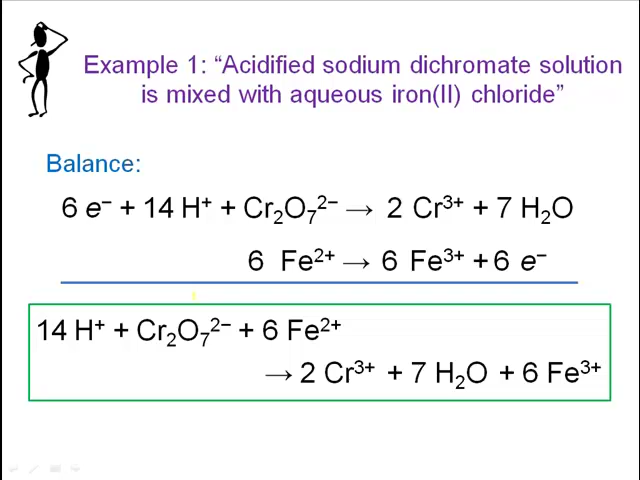 Example 1: “Acidified sodium dichromate solution
is mixed with aqueous iron(II) chloride”
Balance:
6 e⁻ + 14 H⁺ + Cr₂O₇²⁻ → 2 Cr³⁺ + 7 H₂O
6 Fe²⁺ → 6 Fe³⁺ + 6 e⁻
14 H⁺ + Cr₂O₇²⁻ + 6 Fe²⁺
→ 2 Cr³⁺ + 7 H₂O + 6 Fe³⁺